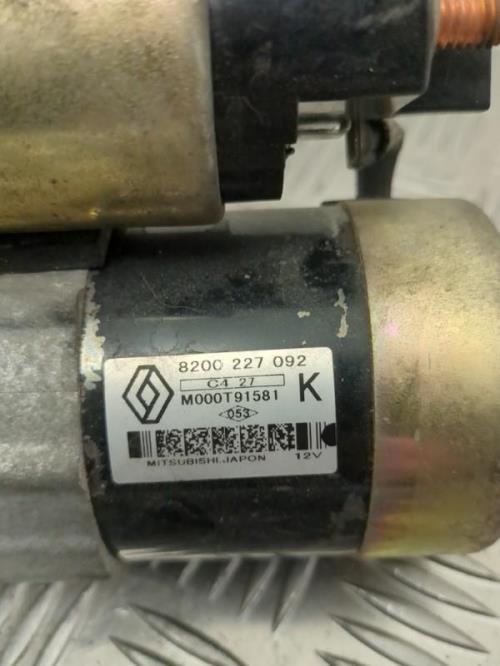 8200 227 092
C4 27
M000T91581 K
053
MITSUBISHI.JAPON 12V